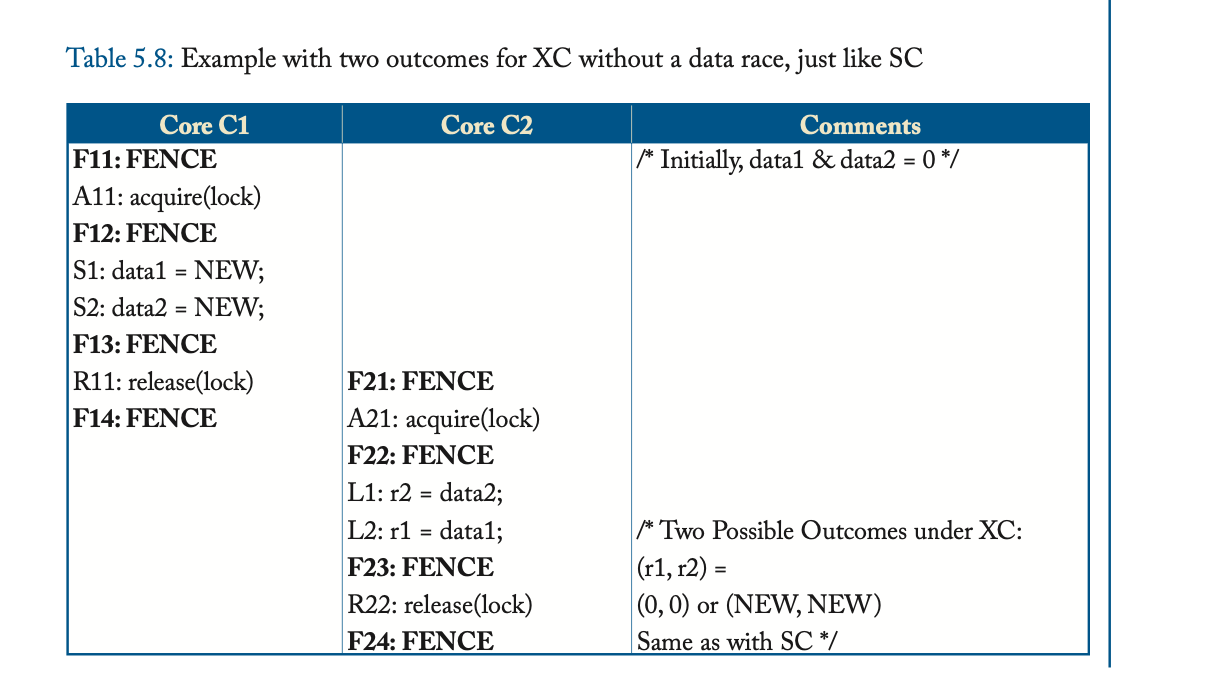 Table 5.8: Example with two outcomes for XC without a data race, just like SC
Core C1 Core C2 Comments
F11: FENCE /* Initially, data1 & data2 = 0 */
A11: acquire(lock)
F12: FENCE
S1: data1 = NEW;
S2: data2 = NEW;
F13: FENCE
R11: release(lock) F21: FENCE
F14: FENCE A21: acquire(lock)
F22: FENCE
L1: r2 = data2;
L2: r1 = data1; /* Two Possible Outcomes under XC:
F23: FENCE (r1, r2) =
R22: release(lock) (0, 0) or (NEW, NEW)
F24: FENCE Same as with SC */